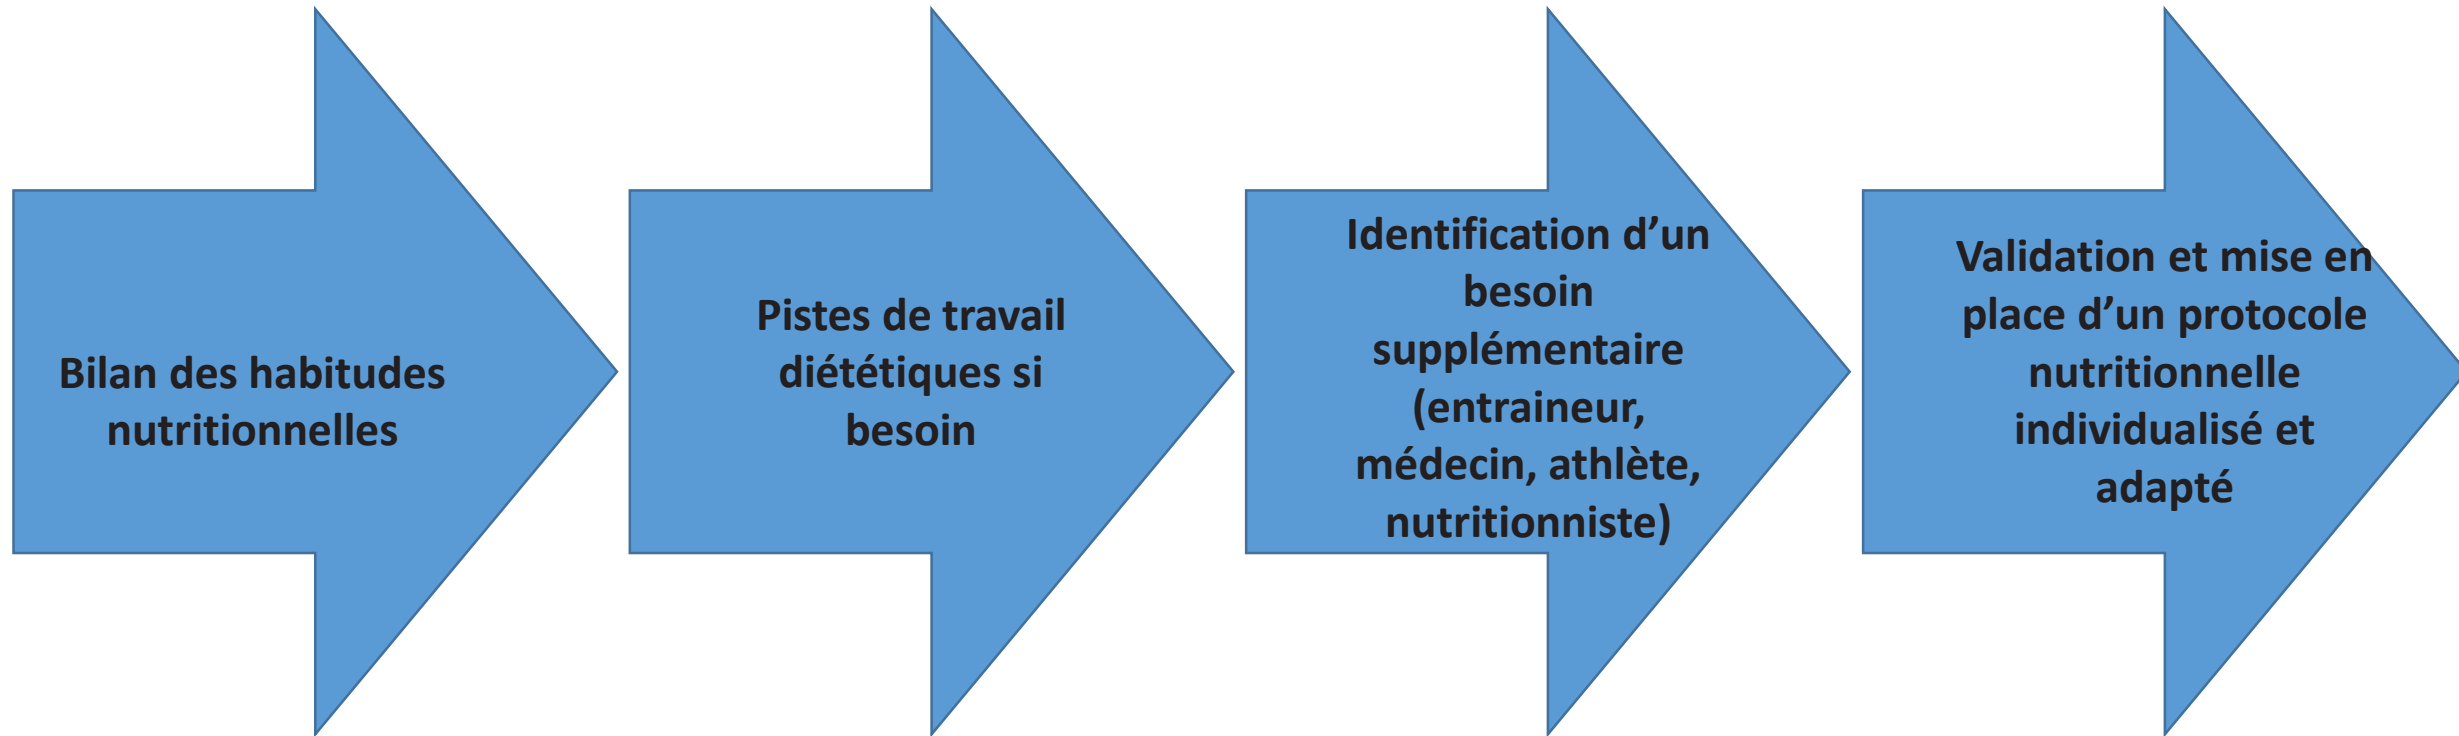 Bilan des habitudes
nutritionnelles
Pistes de travail
diététiques si
besoin
Identification d’un
besoin
supplémentaire
(entraineur,
médecin, athlète,
nutritionniste)
Validation et mise en
place d’un protocole
nutritionnelle
individualisé et
adapté